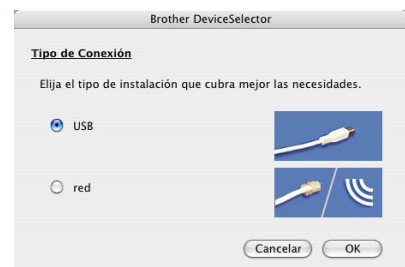 Brother DeviceSelector
Tipo de Conexión
Elija el tipo de instalación que cubra mejor las necesidades.
USB
red
Cancelar
OK